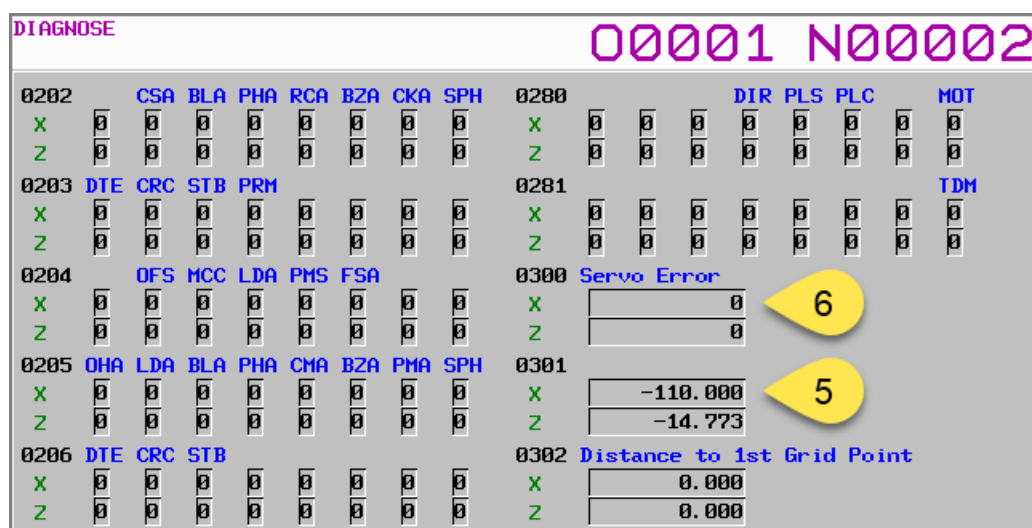 DIAGNOSE O0001 N00002
0202 CSA BLA PHA RCA BZA CKA SPH
X 0 0 0 0 0 0 0 0
Z 0 0 0 0 0 0 0 0
0203 DTE CRC STB PRM
X 0 0 0 0 0 0 0 0
Z 0 0 0 0 0 0 0 0
0204 OFS MCC LDA PMS FSA
X 0 0 0 0 0 0 0 0
Z 0 0 0 0 0 0 0 0
0205 OHA LDA BLA PHA CMA BZA PMA SPH
X 0 0 0 0 0 0 0 0
Z 0 0 0 0 0 0 0 0
0206 DTE CRC STB
X 0 0 0 0 0 0 0 0
Z 0 0 0 0 0 0 0 0
0280 DIR PLS PLC MOT
X 0 0 0 0 0 0 0 0
Z 0 0 0 0 0 0 0 0
0281 TDM
X 0 0 0 0 0 0 0 0
Z 0 0 0 0 0 0 0 0
0300 Servo Error
X 0
Z 0
6
0301
X -110.000
Z -14.773
5
0302 Distance to 1st Grid Point
X 0.000
Z 0.000